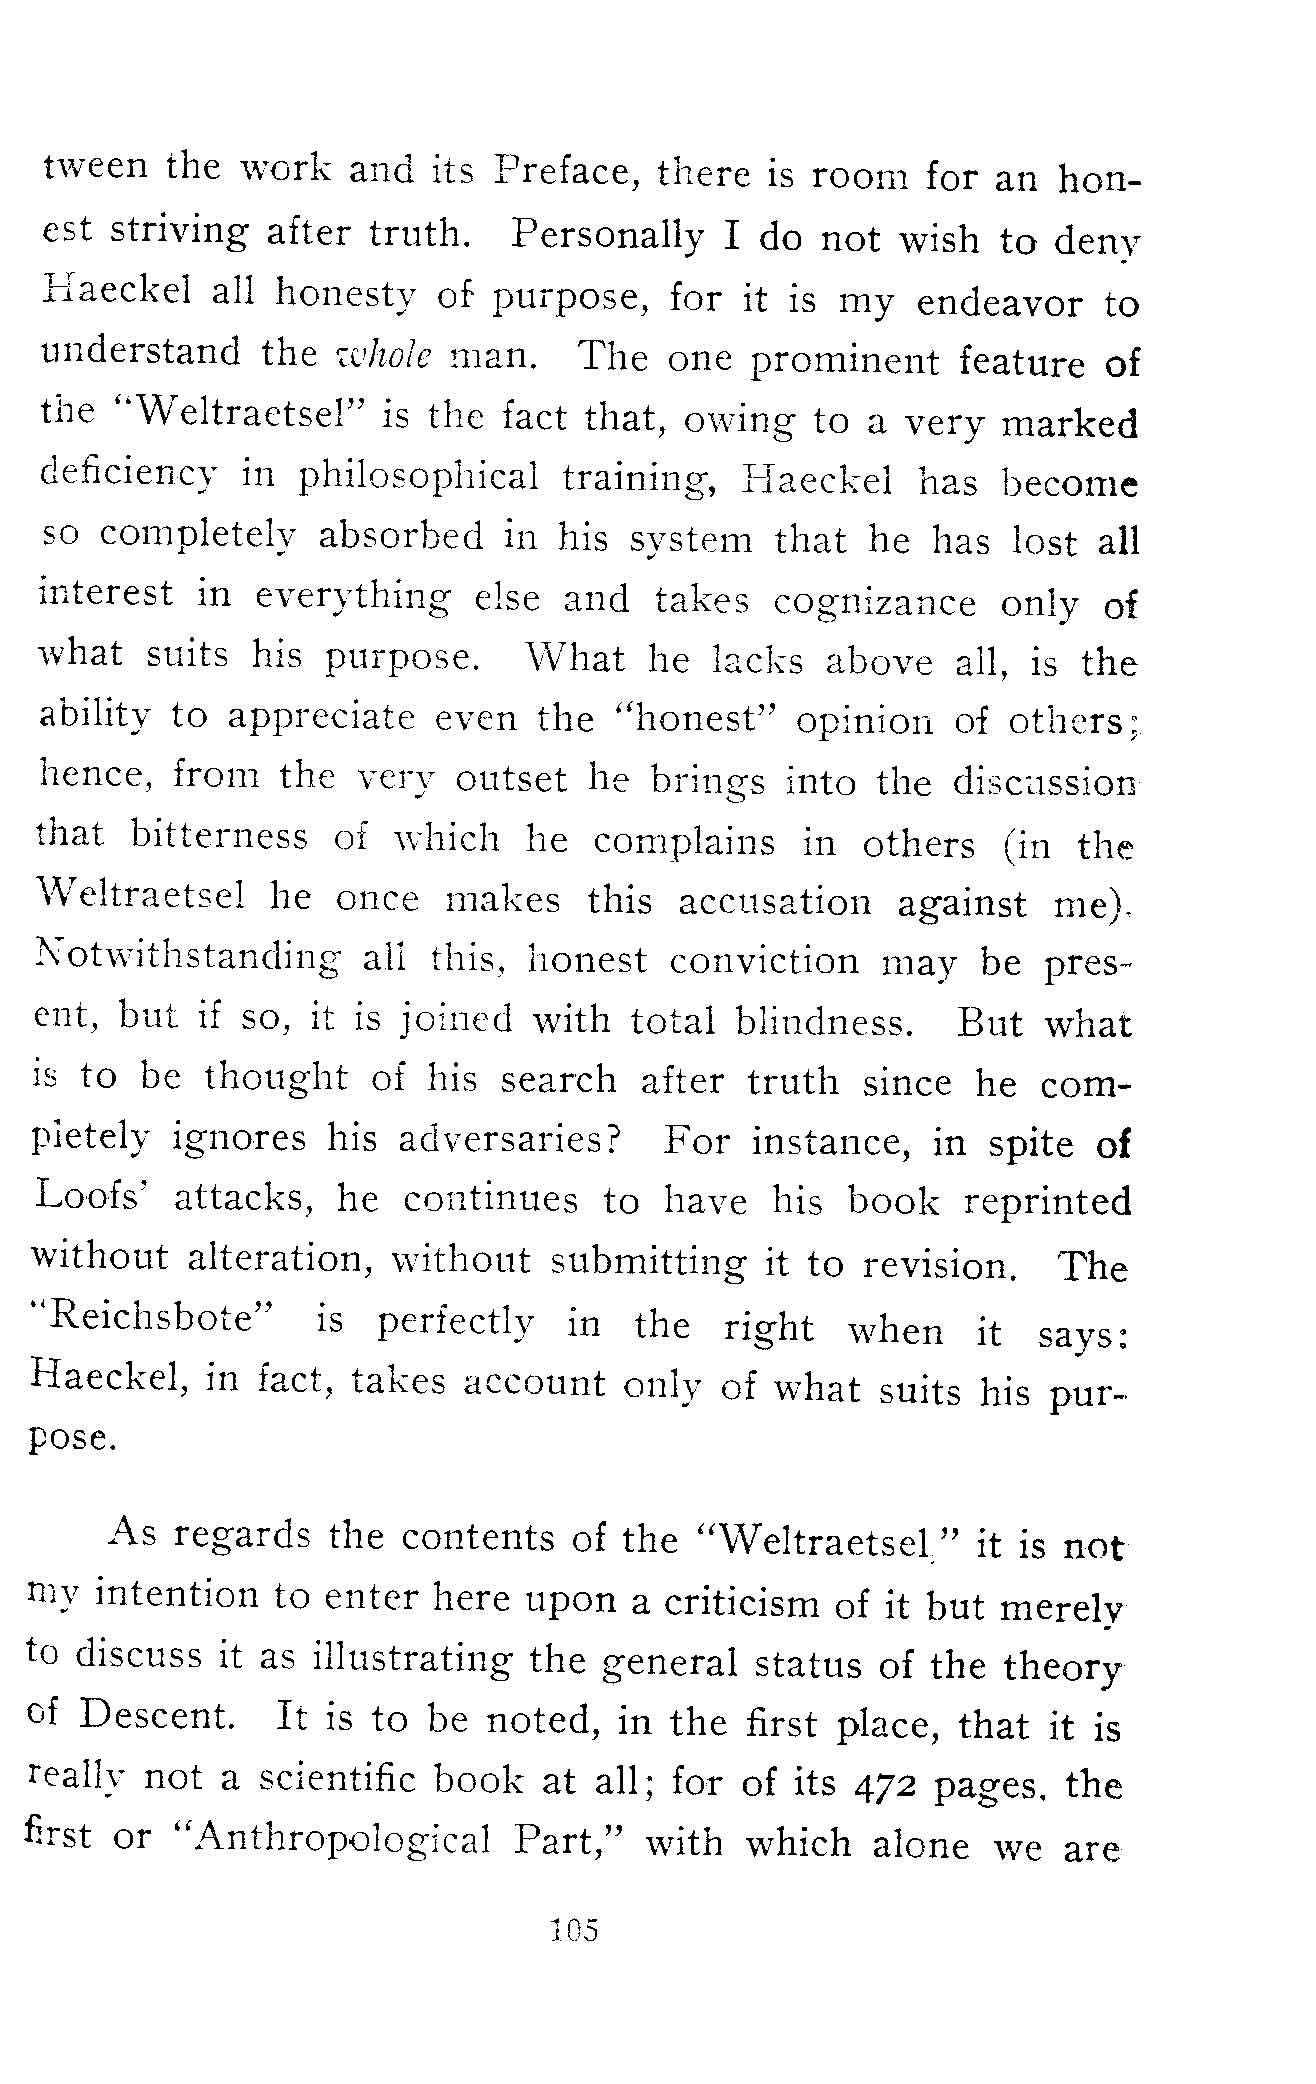 tween the work and its Preface, there is room for an hon-
est striving after truth. Personally I do not wish to deny
Haeckel all honesty of purpose, for it is my endeavor to
understand the whole man. The one prominent feature of
the “Weltraetsel” is the fact that, owing to a very marked
deficiency in philosophical training, Haeckel has become
so completely absorbed in his system that he has lost all
interest in everything else and takes cognizance only of
what suits his purpose. What he lacks above all, is the
ability to appreciate even the “honest” opinion of others;
hence, from the very outset he brings into the discussion
that bitterness of which he complains in others (in the
Weltraetsel he once makes this accusation against me).
Notwithstanding all this, honest conviction may be pres-
ent, but if so, it is joined with total blindness. But what
is to be thought of his search after truth since he com-
pletely ignores his adversaries? For instance, in spite of
Loofs’ attacks, he continues to have his book reprinted
without alteration, without submitting it to revision. The
“Reichsbote” is perfectly in the right when it says:
Haeckel, in fact, takes account only of what suits his pur-
pose.
As regards the contents of the “Weltraetsel,” it is not
my intention to enter here upon a criticism of it but merely
to discuss it as illustrating the general status of the theory
of Descent. It is to be noted, in the first place, that it is
really not a scientific book at all; for of its 472 pages, the
first or “Anthropological Part,” with which alone we are
105